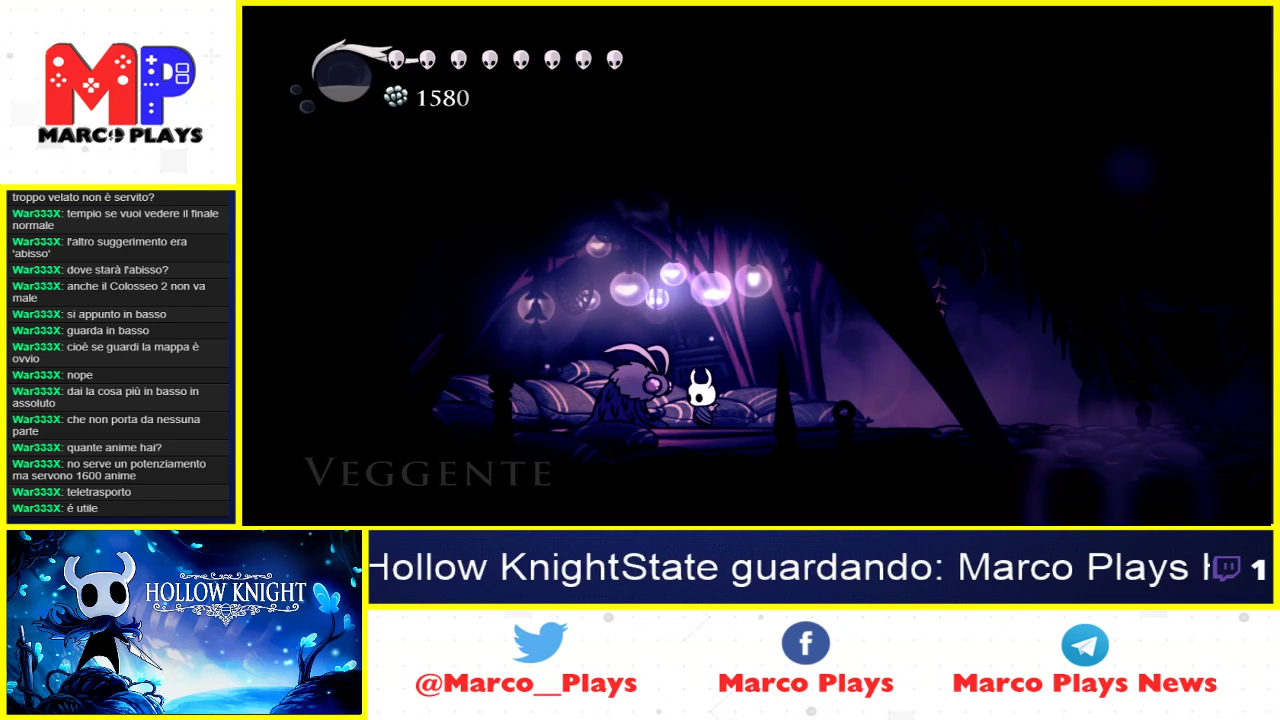 MP
MARCO PLAYS
1580
VEGGENTE
troppo velato non è servito?
War333X: tempio se vuoi vedere il finale
normale
War333X: l'altro suggerimento era
'abisso'
War333X: dove starà l'abisso?
War333X: anche il Colosseo 2 non va
male
War333X: si appunto in basso
War333X: guarda in basso
War333X: cioè se guardi la mappa è
ovvio
War333X: nope
War333X: dai la cosa più in basso in
assoluto
War333X: che non porta da nessuna
parte
War333X: quante anime hai?
War333X: no serve un potenziamento
ma servono 1600 anime
War333X: teletrasporto
War333X: è utile
HOLLOW KNIGHT
Hollow KnightState guardando: Marco Plays H 1
@Marco__Plays
Marco Plays
Marco Plays News